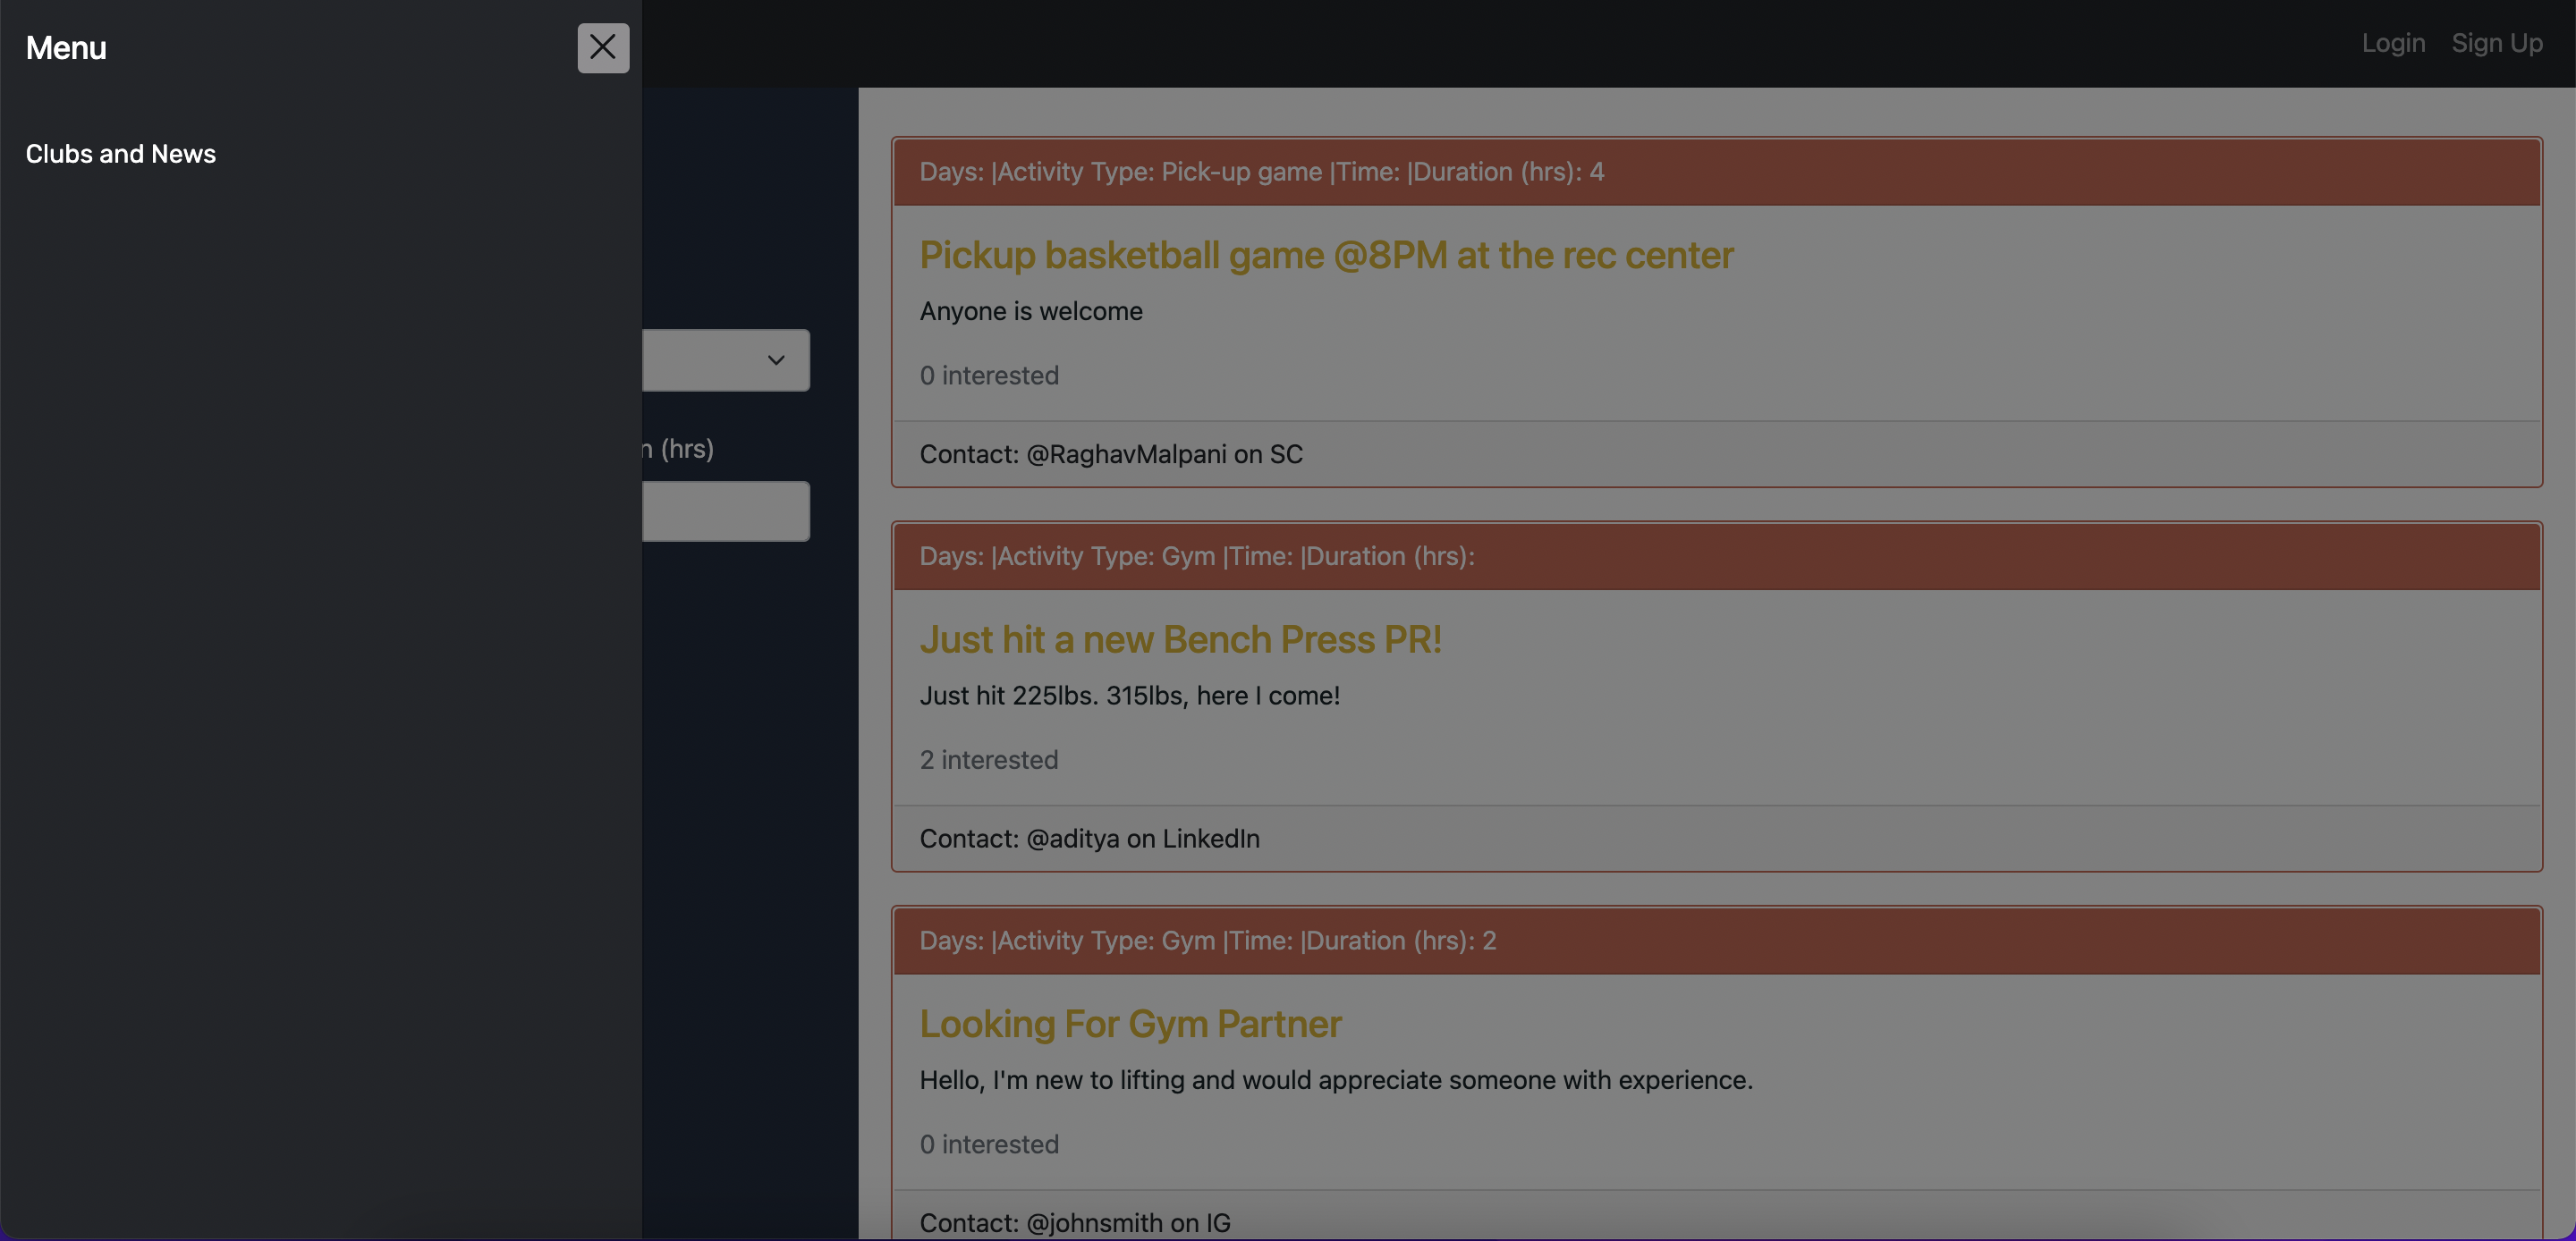 Menu
Login Sign Up
Clubs and News
(hrs)
Days: |Activity Type: Pick-up game |Time: |Duration (hrs): 4
Pickup basketball game @8PM at the rec center
Anyone is welcome
0 interested
Contact: @RaghavMalpani on SC
Days: |Activity Type: Gym |Time: |Duration (hrs):
Just hit a new Bench Press PR!
Just hit 225lbs. 315lbs, here I come!
2 interested
Contact: @aditya on LinkedIn
Days: |Activity Type: Gym |Time: |Duration (hrs): 2
Looking For Gym Partner
Hello, I'm new to lifting and would appreciate someone with experience.
0 interested
Contact: @johnsmith on IG